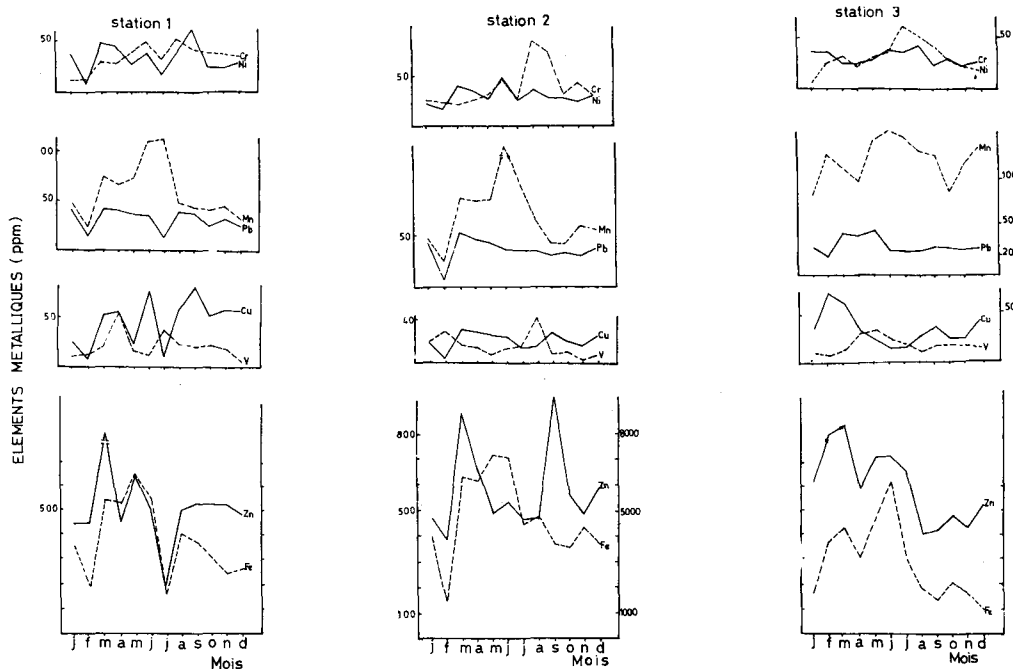 station 1
station 2
station 3
ELEMENTS METALLIQUES (ppm)
50
Cr
Ni
00
50
Mn
Pb
50
Cu
V
500
Zn
Fe
j f m a m j j a s o n d
Mois
50
Cr
Ni
50
Mn
Pb
40
Cu
V
800
500
100
8000
5000
1000
Zn
Fe
j f m a m j j a s o n d
Mois
50
Cr
Ni
100
50
20
Mn
Pb
50
Cu
V
Zn
Fe
j f m a m j j a s o n d
Mois